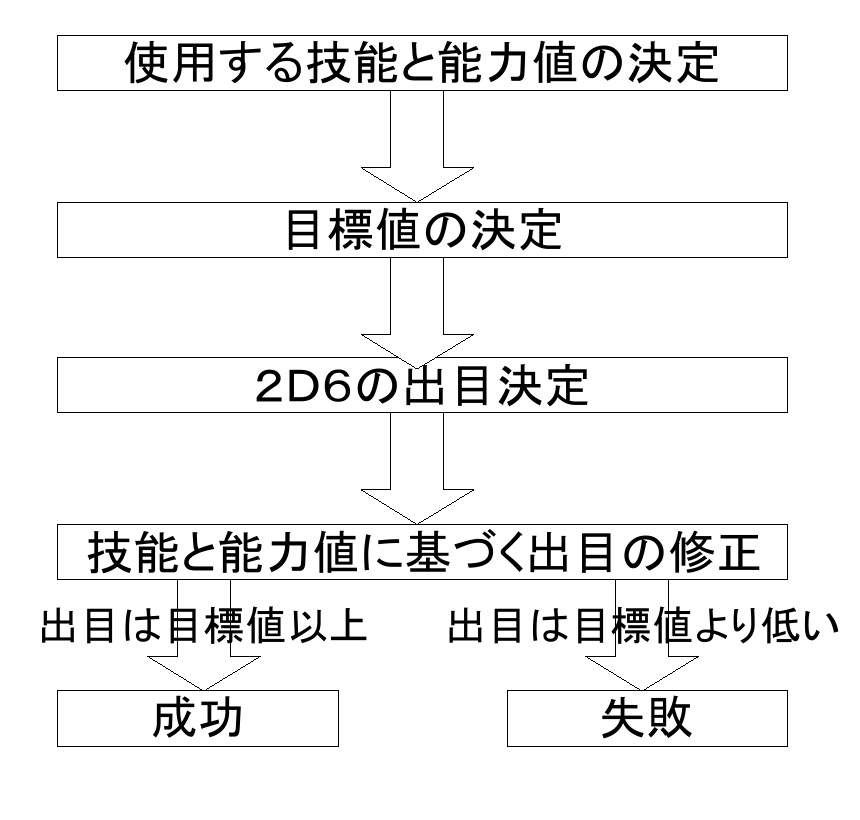 使用する技能と能力値の決定
目標値の決定
２Ｄ６の出目決定
技能と能力値に基づく出目の修正
出目は目標値以上
出目は目標値より低い
成功
失敗